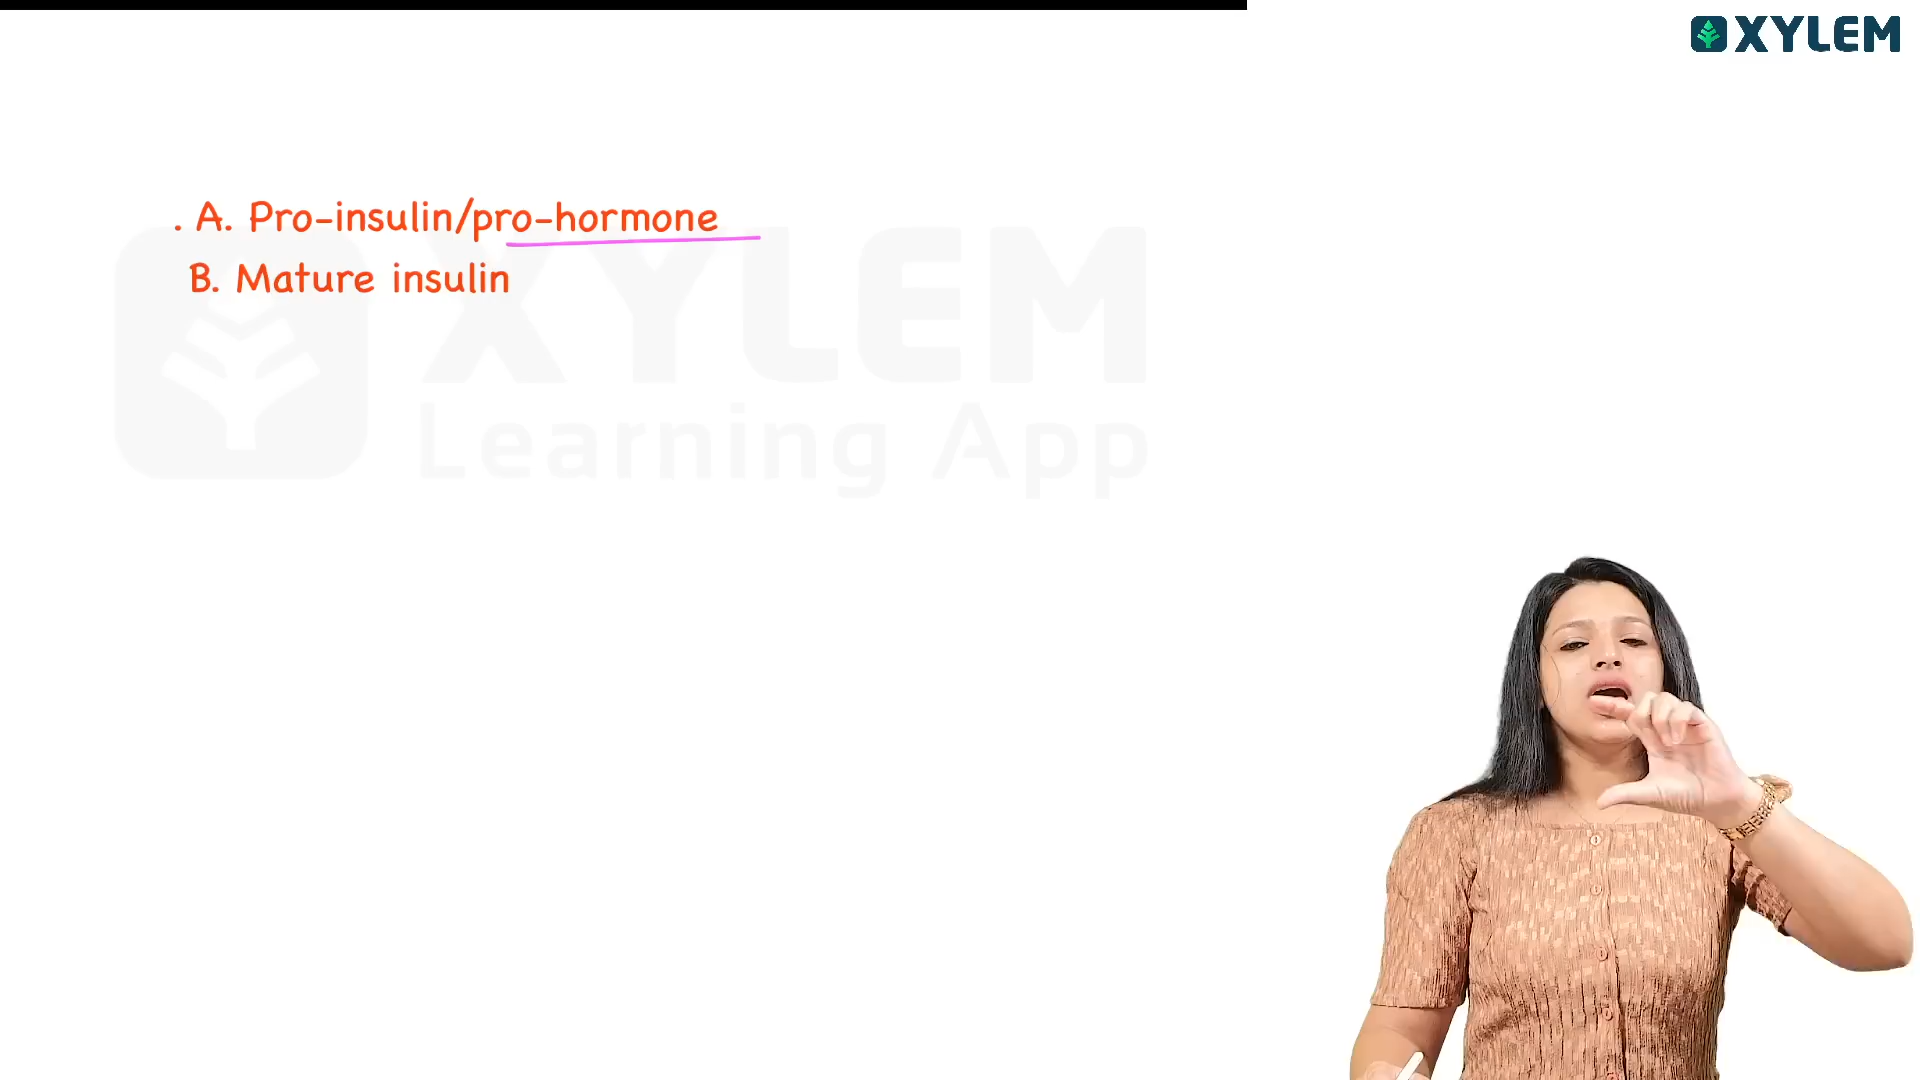 XYLEM
. A. Pro-insulin/pro-hormone
B. Mature insulin
XYLEM
Learning App